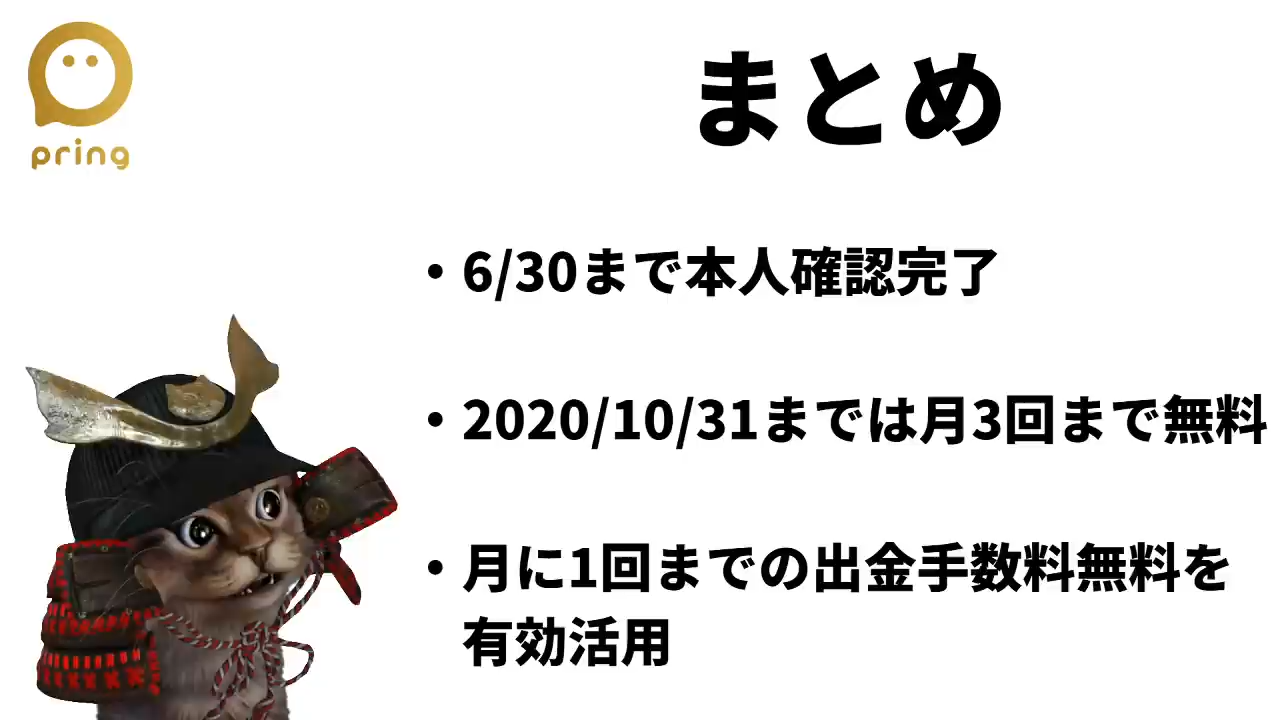 pring
まとめ
・6/30まで本人確認完了
・2020/10/31までは月3回まで無料
・月に1回までの出金手数料無料を
有効活用